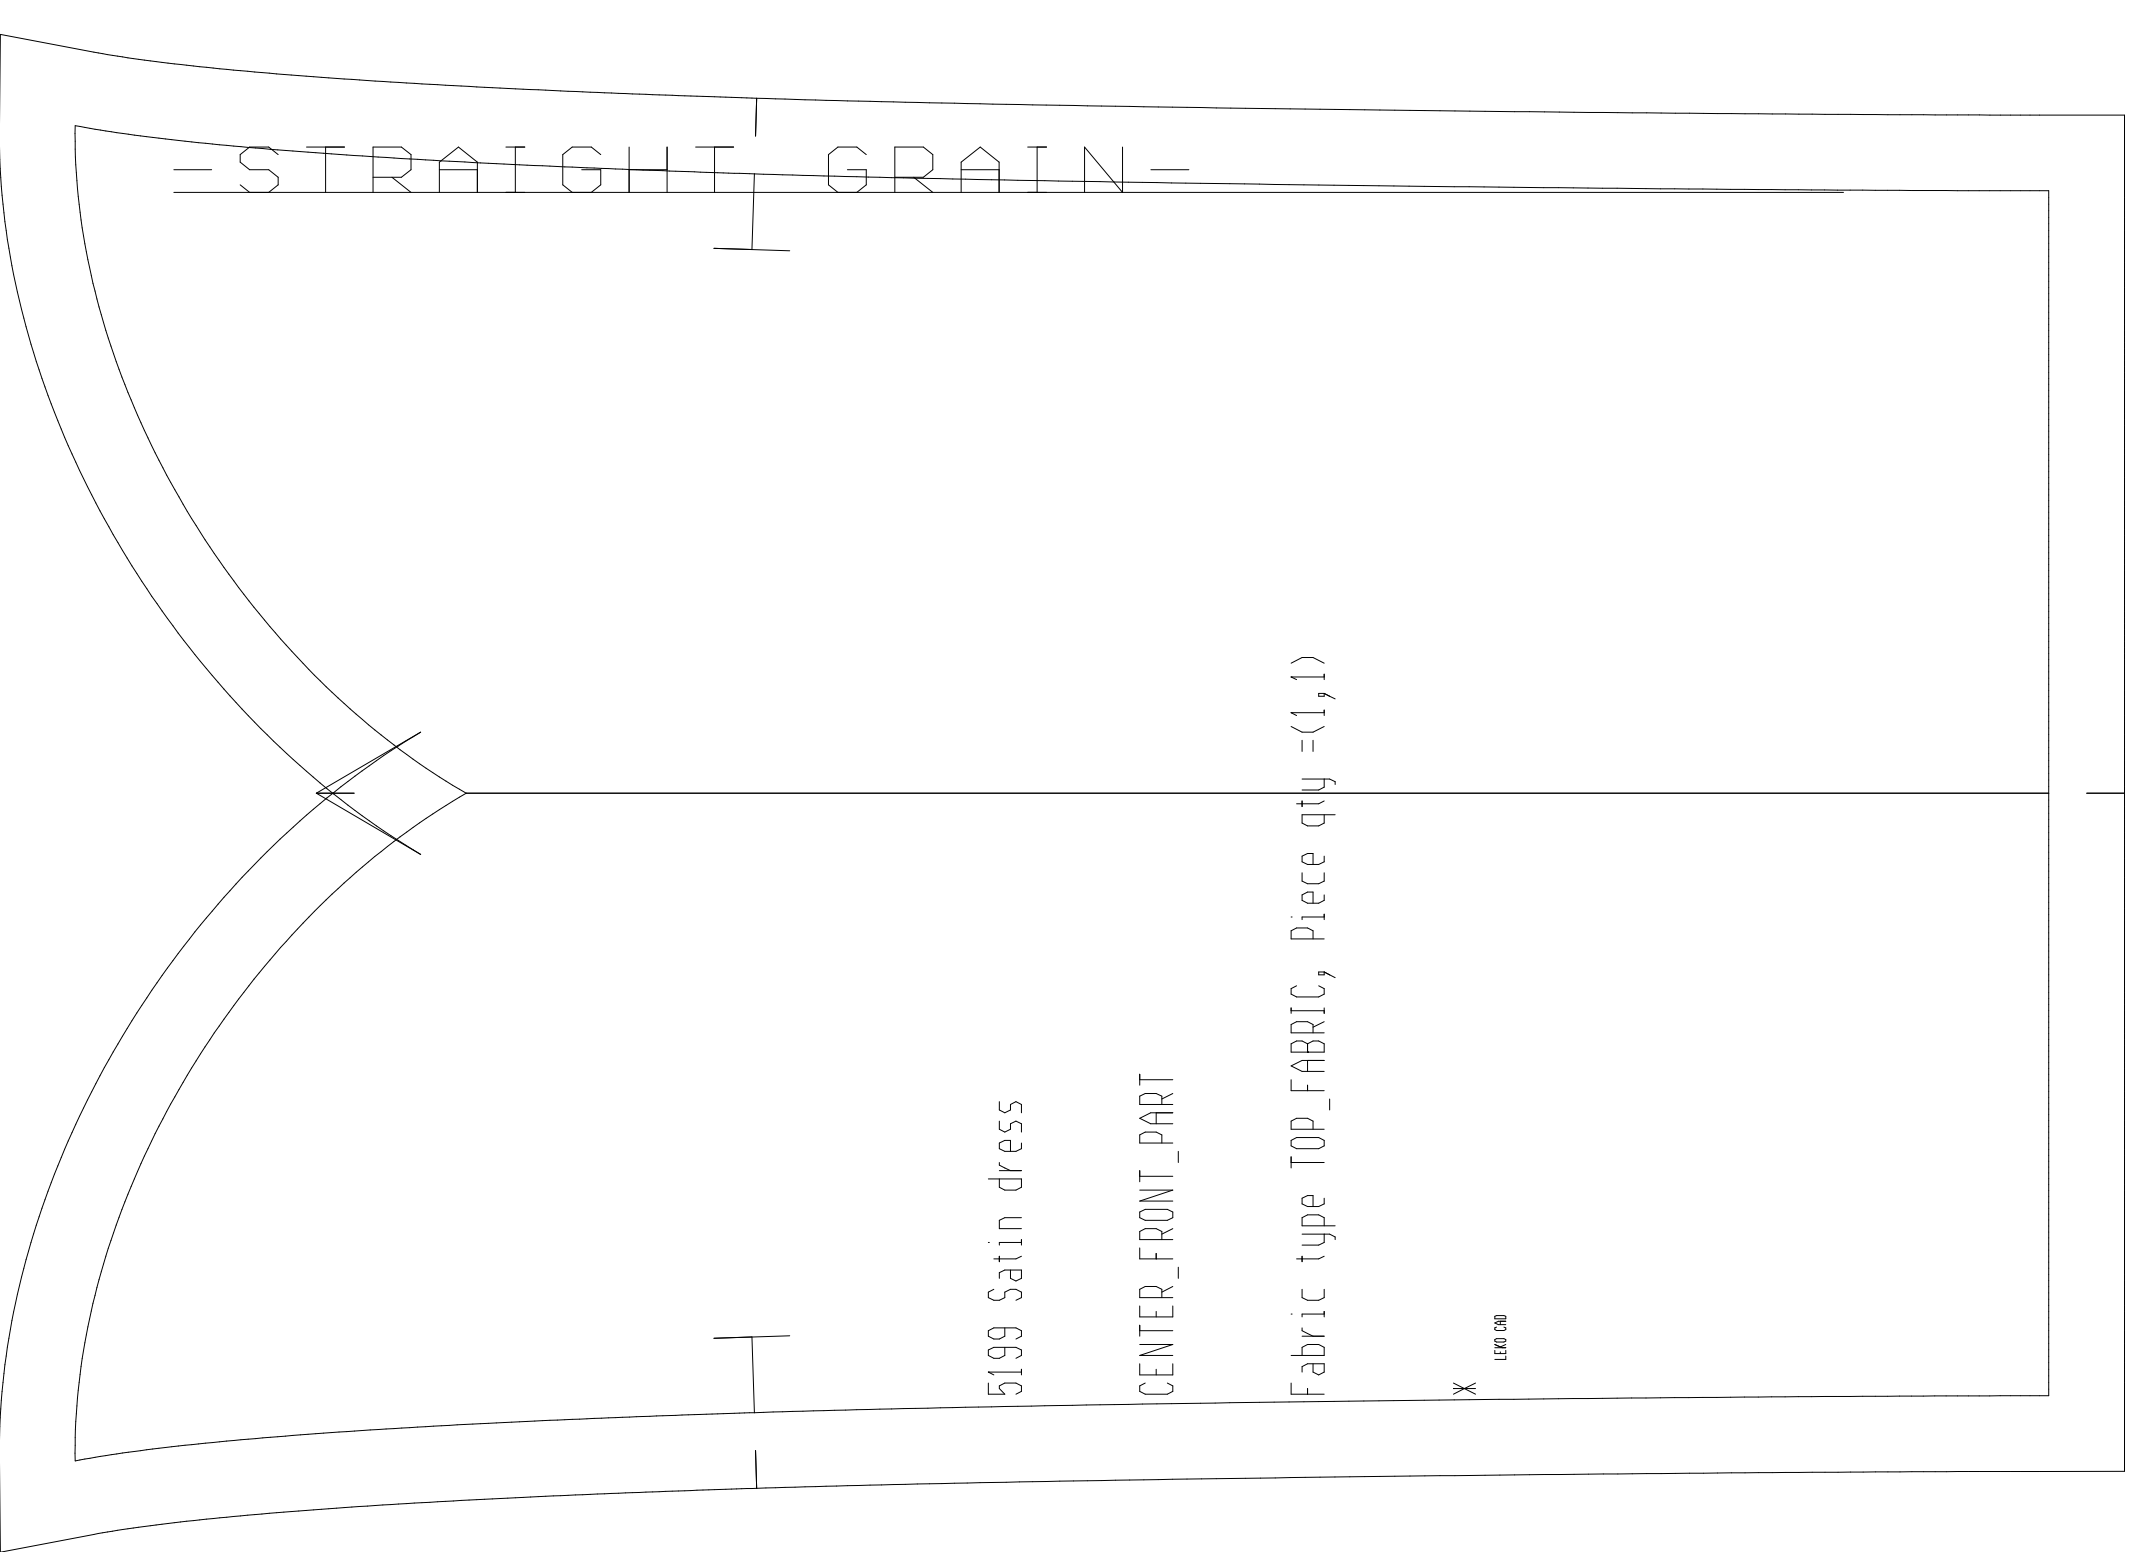 -STRAIGHT GRAIN-
5199 Satin dress
CENTER_FRONT_PART
Fabric type TOP_FABRIC, Piece qty =(1,1)
LEKO CAD